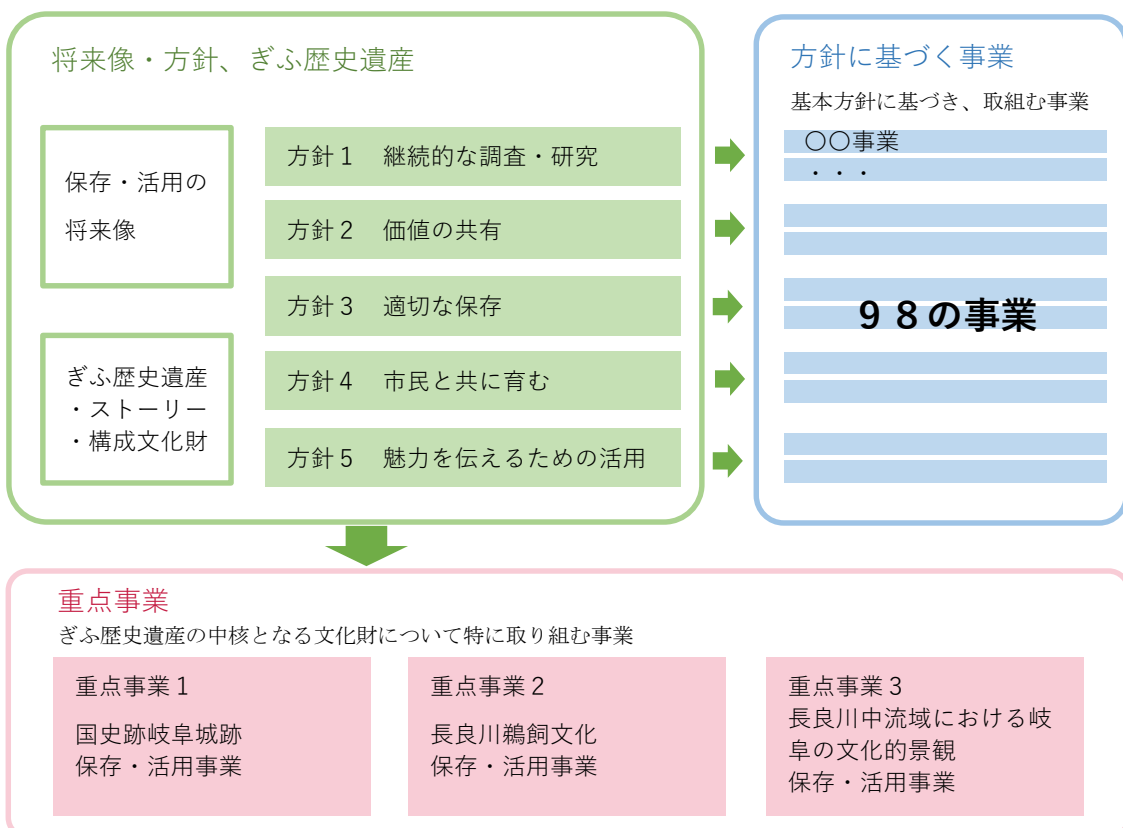 将来像・方針、ぎふ歴史遺産
保存・活用の
将来像
ぎふ歴史遺産
・ストーリー
・構成文化財
方針１　継続的な調査・研究
方針２　価値の共有
方針３　適切な保存
方針４　市民と共に育む
方針５　魅力を伝えるための活用
方針に基づく事業
基本方針に基づき、取組む事業
〇〇事業
・・・
９８の事業
重点事業
ぎふ歴史遺産の中核となる文化財について特に取り組む事業
重点事業１
国史跡岐阜城跡
保存・活用事業
重点事業２
長良川鵜飼文化
保存・活用事業
重点事業３
長良川中流域における岐
阜の文化的景観
保存・活用事業